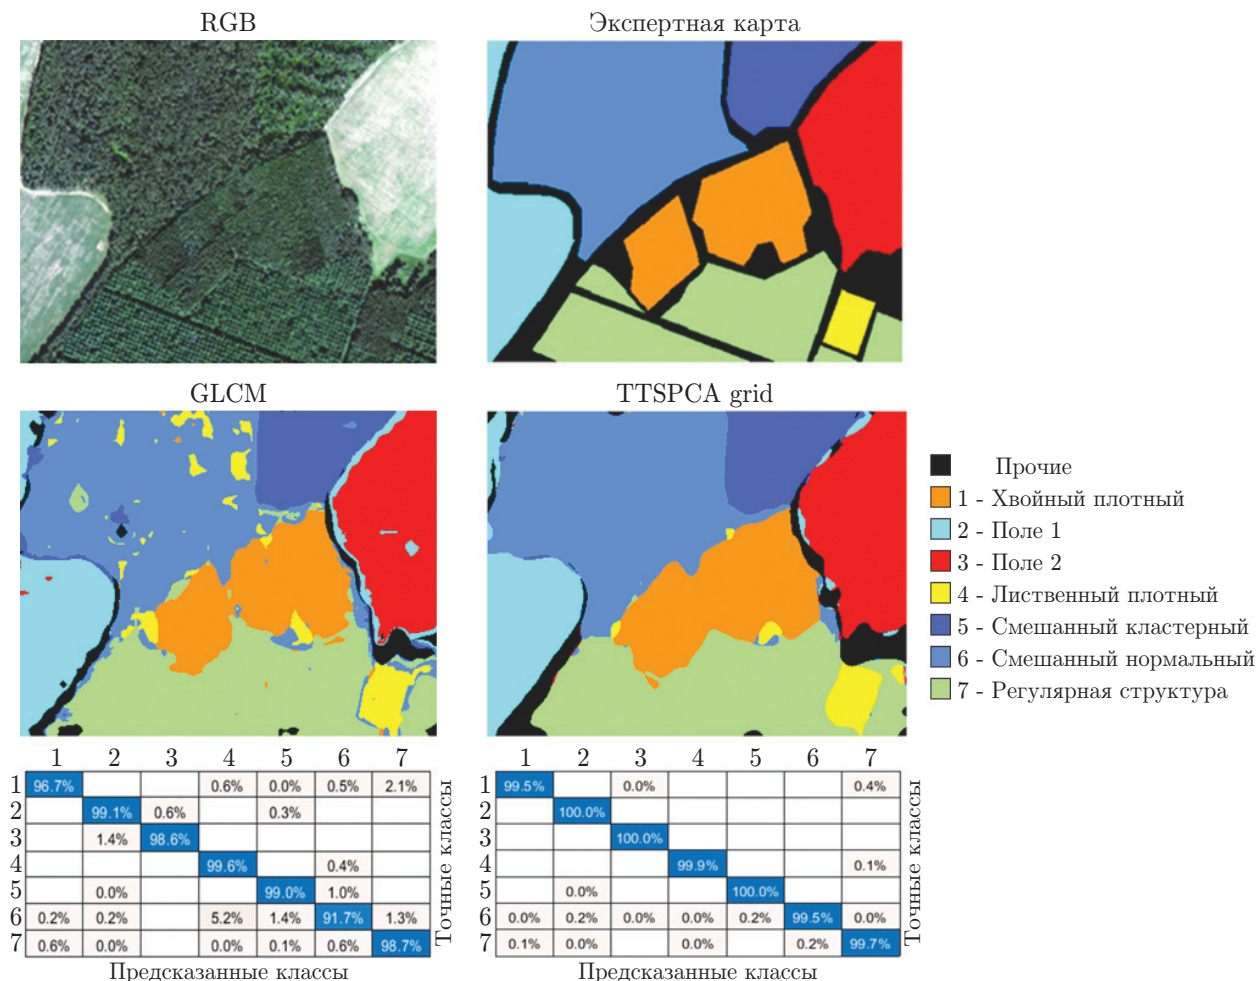 RGB
Экспертная карта
GLCM
TTSPCA grid
Прочие
1 - Хвойный плотный
2 - Поле 1
3 - Поле 2
4 - Лиственный плотный
5 - Смешанный кластерный
6 - Смешанный нормальный
7 - Регулярная структура
1 2 3 4 5 6 7
1 96.7% 0.6% 0.0% 0.5% 2.1%
2 99.1% 0.6% 0.3%
3 1.4% 98.6%
4 99.6% 0.4%
5 0.0% 99.0% 1.0%
6 0.2% 0.2% 5.2% 1.4% 91.7% 1.3%
7 0.6% 0.0% 0.0% 0.1% 0.6% 98.7%
Точные классы
Предсказанные классы
1 2 3 4 5 6 7
1 99.5% 0.0% 0.4%
2 100.0%
3 100.0%
4 99.9% 0.1%
5 0.0% 100.0%
6 0.0% 0.2% 0.0% 0.0% 0.2% 99.5% 0.0%
7 0.1% 0.0% 0.0% 0.2% 99.7%
Точные классы
Предсказанные классы